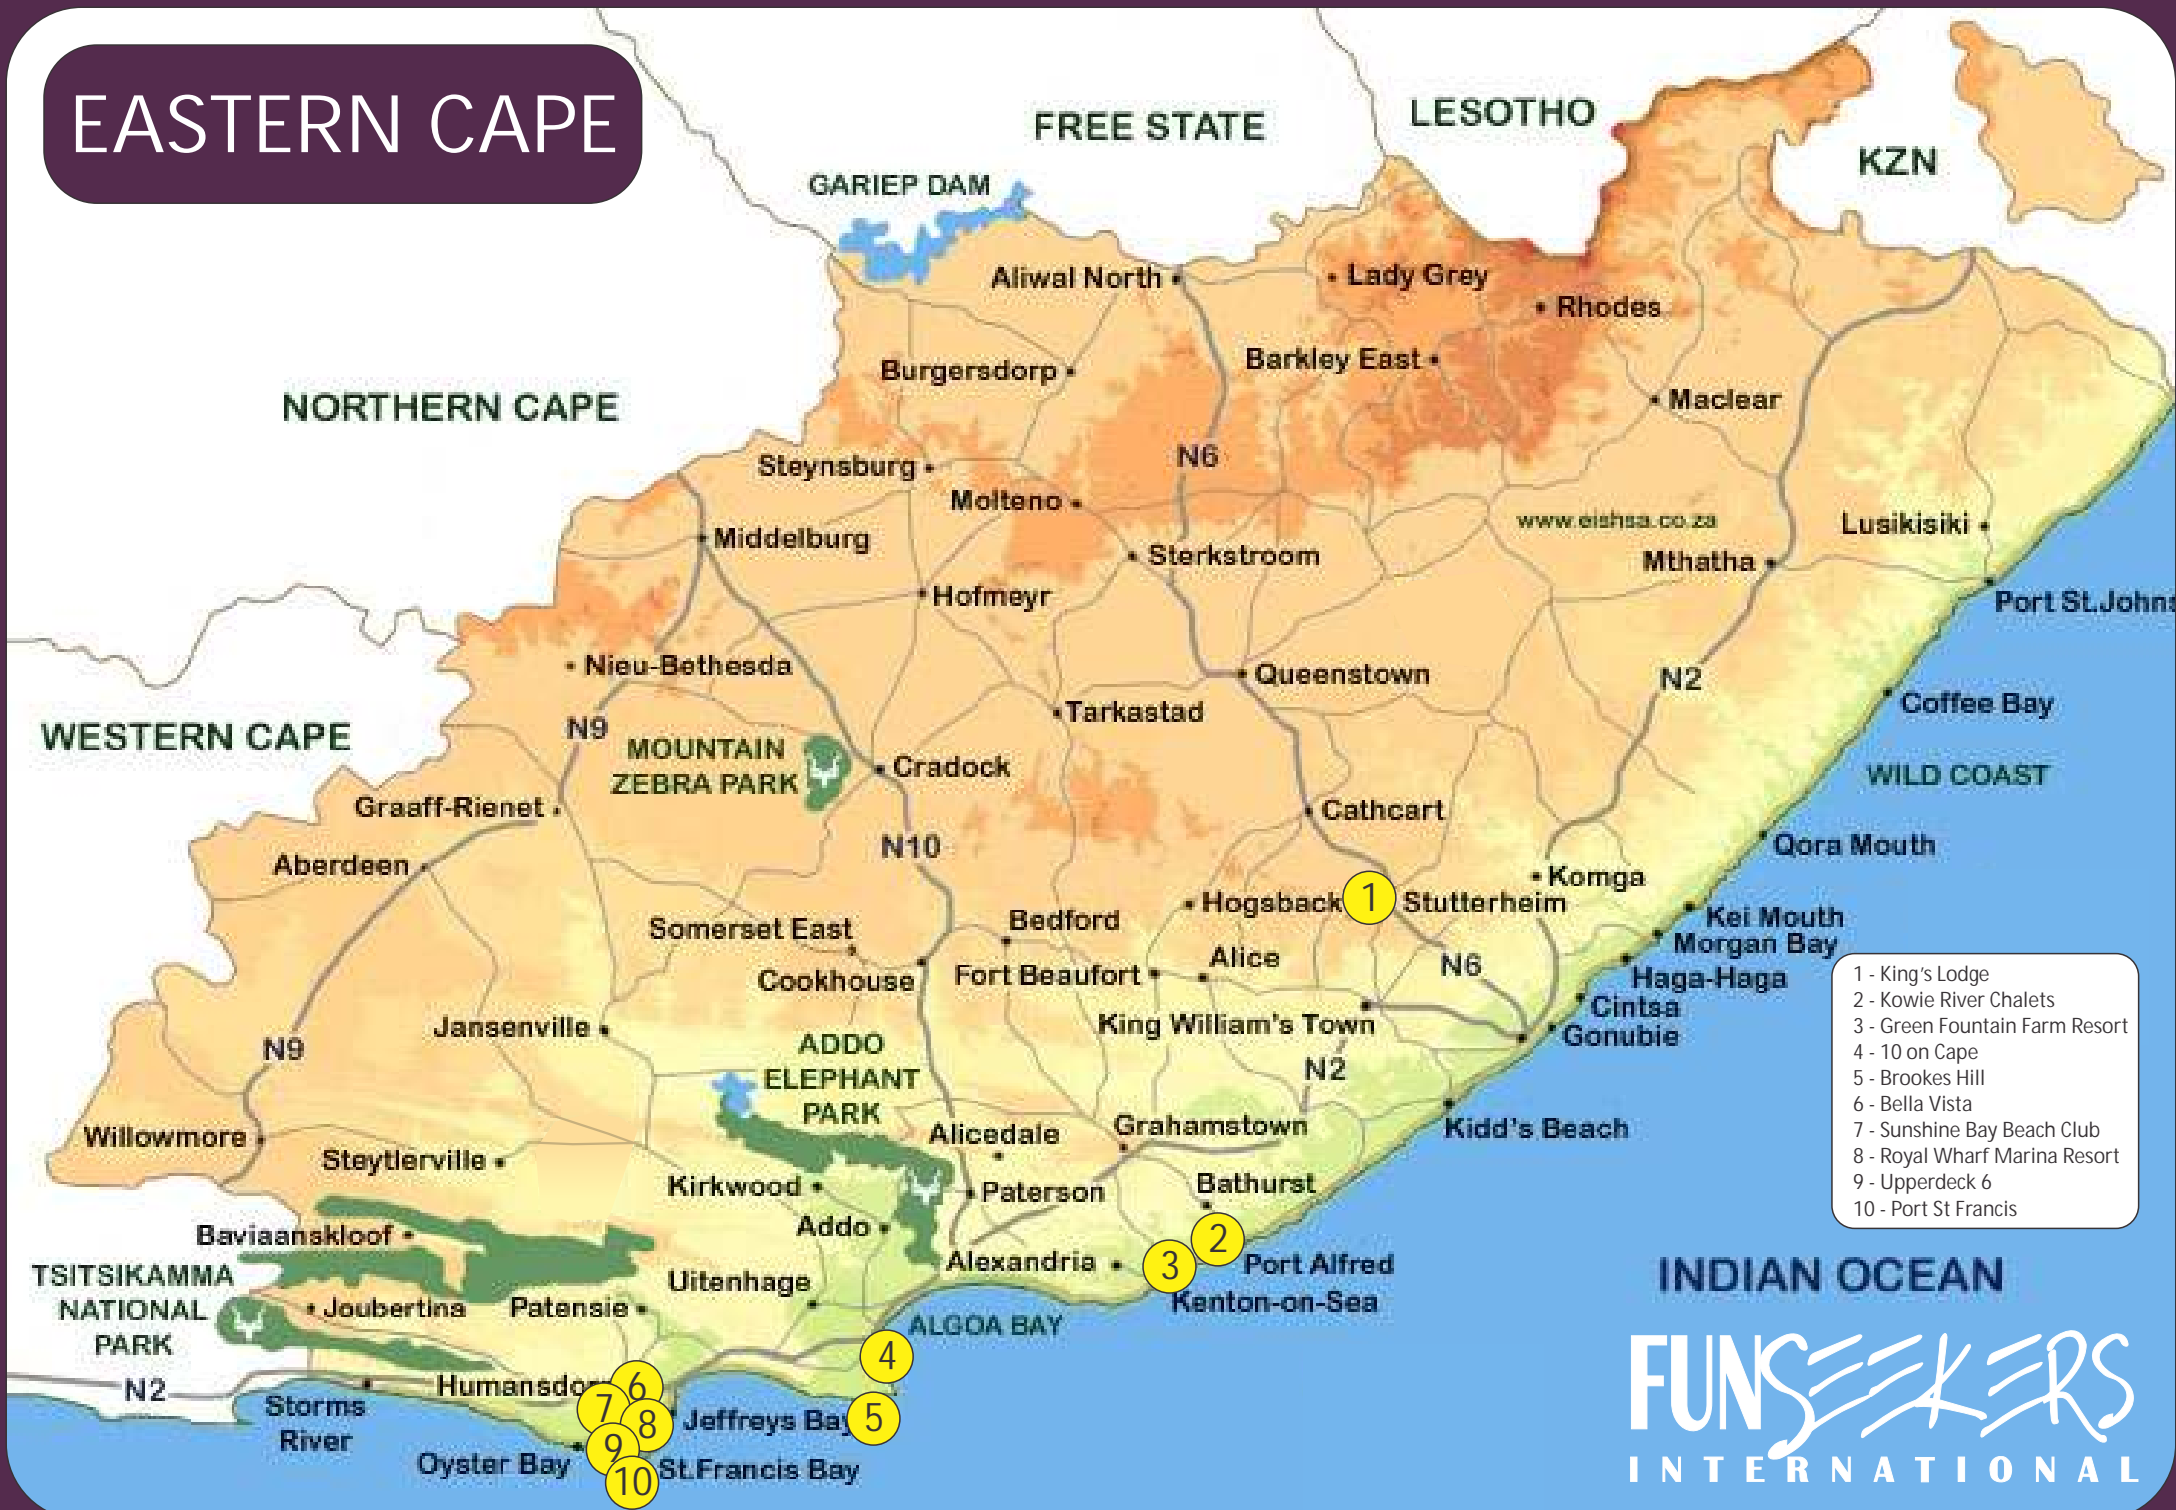 EASTERN CAPE
FREE STATE
LESOTHO
KZN
GARIEP DAM
Aliwal North
Lady Grey
Rhodes
Burgersdorp
Barkley East
Maclear
NORTHERN CAPE
N6
Steynsburg
Molteno
www.eishsa.co.za
Lusikisiki
Middelburg
Sterkstroom
Mthatha
Hofmeyr
Port St.Johns
Nieu-Bethesda
Queenstown
N2
Coffee Bay
Tarkastad
N9
WESTERN CAPE
MOUNTAIN
ZEBRA PARK
Cradock
WILD COAST
Graaff-Rienet
Cathcart
N10
Qora Mouth
Aberdeen
Komga
Hogsback
1
Stutterheim
Kei Mouth
Somerset East
Bedford
Morgan Bay
Alice
N6
Cookhouse
Fort Beaufort
Haga-Haga
Cintsa
Jansenville
King William's Town
Gonubie
N9
ADDO
ELEPHANT
PARK
N2
Willowmore
Alicedale
Grahamstown
Kidd's Beach
Steytlerville
Kirkwood
Paterson
Bathurst
Baviaanskloof
Addo
2
Alexandria
3
Port Alfred
TSITSIKAMMA
NATIONAL
PARK
Uitenhage
Joubertina
Patensie
Kenton-on-Sea
ALGOA BAY
4
N2
Humansdo
6
7
8
Storms
River
Jeffreys Bay
5
9
Oyster Bay
10
St.Francis Bay
1 - King's Lodge
2 - Kowie River Chalets
3 - Green Fountain Farm Resort
4 - 10 on Cape
5 - Brookes Hill
6 - Bella Vista
7 - Sunshine Bay Beach Club
8 - Royal Wharf Marina Resort
9 - Upperdeck 6
10 - Port St Francis
INDIAN OCEAN
FUNSEEKERS
INTERNATIONAL